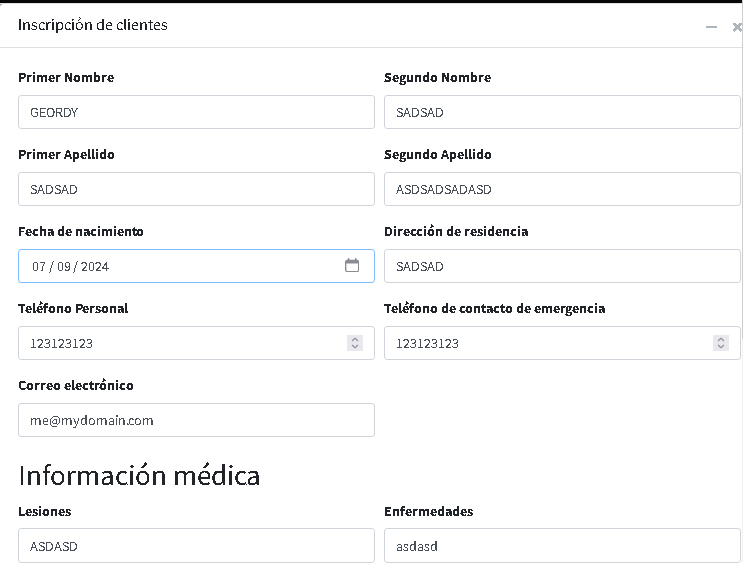 Inscripción de clientes
Primer Nombre Segundo Nombre
GEORDY SADSAD
Primer Apellido Segundo Apellido
SADSAD ASDSADSADASD
Fecha de nacimiento Dirección de residencia
07 / 09 / 2024 SADSAD
Teléfono Personal Teléfono de contacto de emergencia
123123123 123123123
Correo electrónico
me@mydomain.com
Información médica
Lesiones Enfermedades
ASDASD asdasd